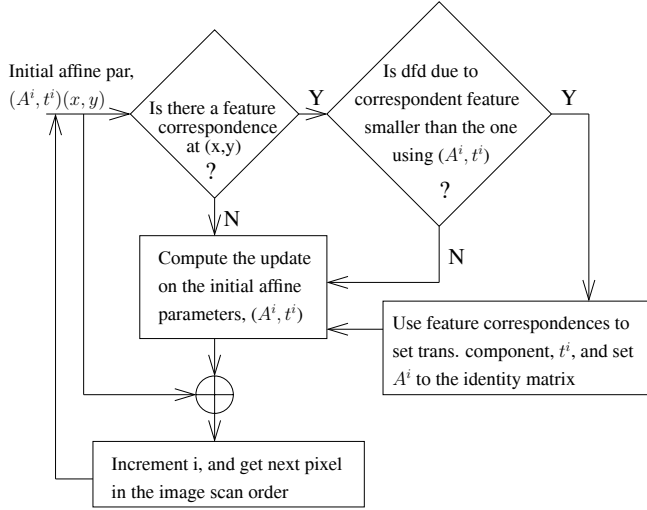 Initial affine par,
(A^i, t^i)(x, y)
Is there a feature
correspondence
at (x,y)
?
Y
N
Is dfd due to
correspondent feature
smaller than the one
using (A^i, t^i)
?
Y
N
Compute the update
on the initial affine
parameters, (A^i, t^i)
Use feature correspondences to
set trans. component, t^i, and set
A^i to the identity matrix
Increment i, and get next pixel
in the image scan order